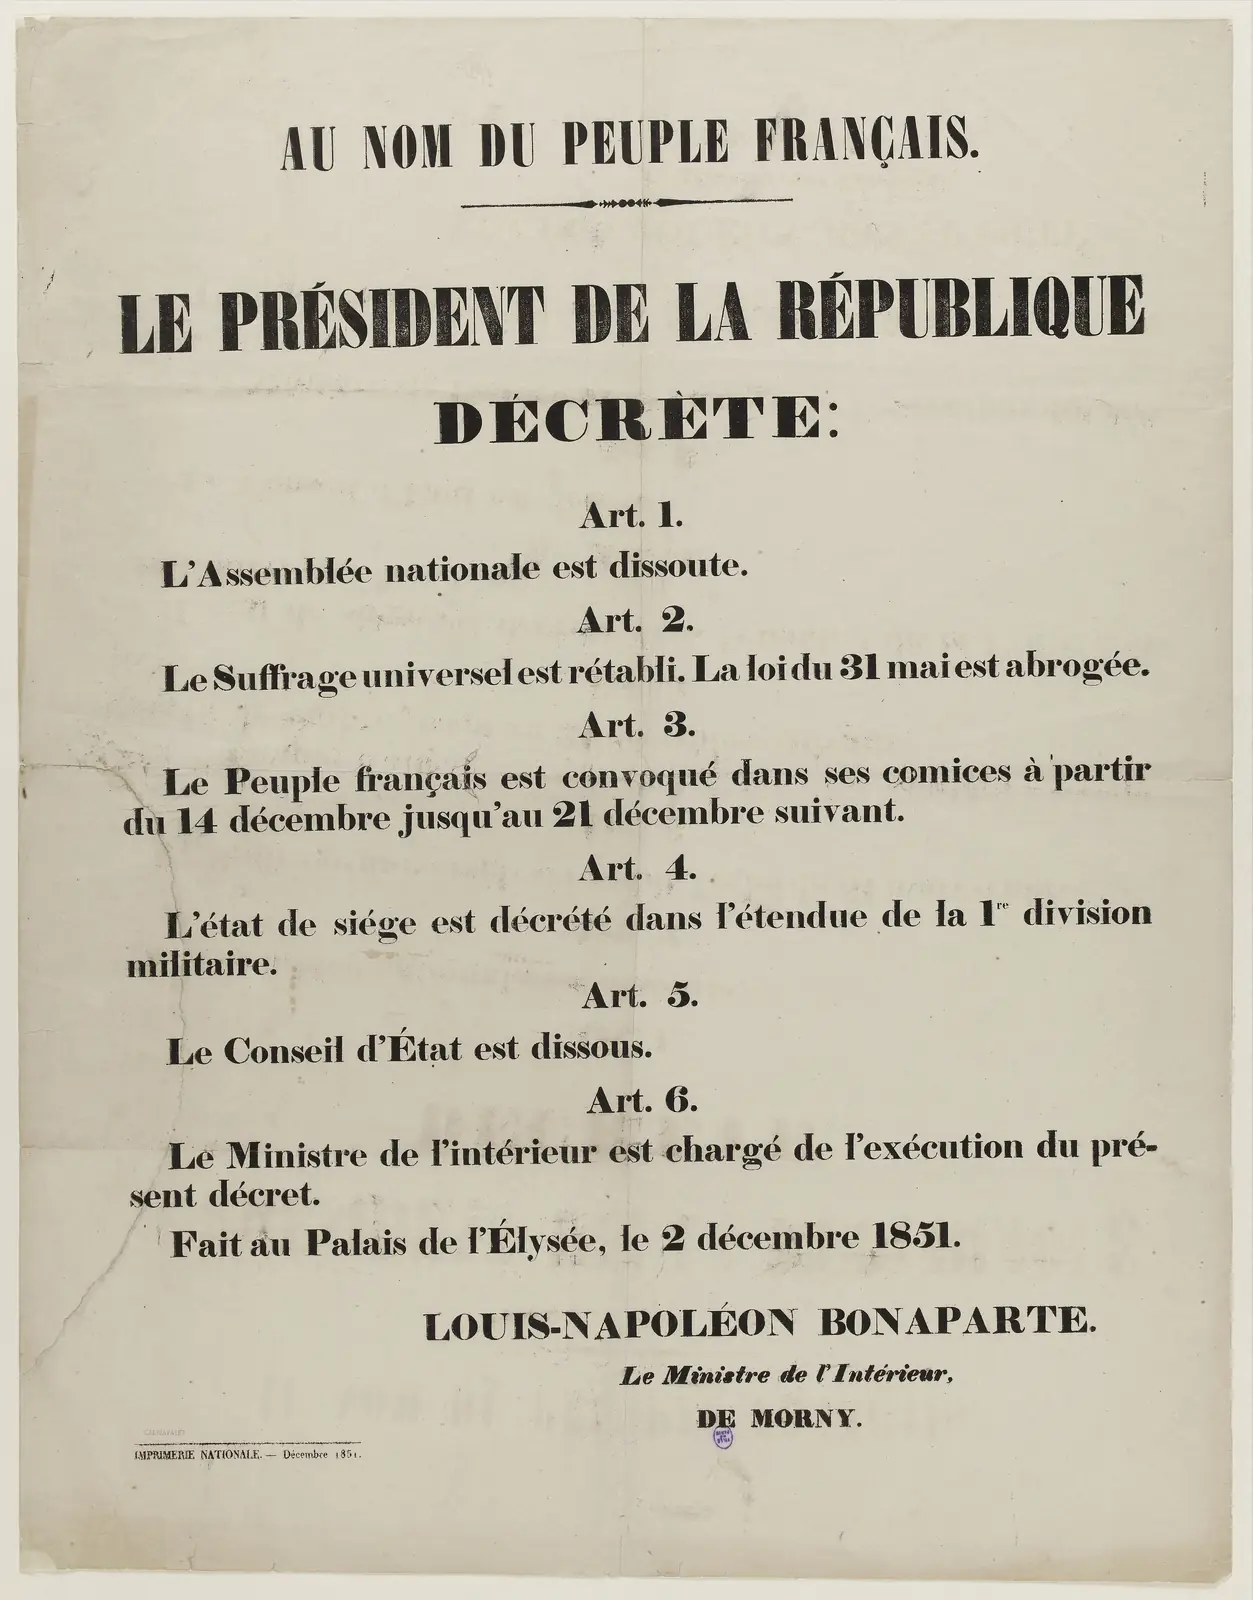 AU NOM DU PEUPLE FRANÇAIS.
LE PRÉSIDENT DE LA RÉPUBLIQUE
DÉCRÈTE:
Art. 1.
L'Assemblée nationale est dissoute.
Art. 2.
Le Suffrage universel est rétabli. La loi du 31 mai est abrogée.
Art. 3.
Le Peuple français est convoqué dans ses comices à partir
du 14 décembre jusqu'au 21 décembre suivant.
Art. 4.
L'état de siége est décrété dans l'étendue de la 1re division
militaire.
Art. 5.
Le Conseil d'État est dissous.
Art. 6.
Le Ministre de l'intérieur est chargé de l'exécution du pré-
sent décret.
Fait au Palais de l'Élysée, le 2 décembre 1851.
LOUIS-NAPOLÉON BONAPARTE.
Le Ministre de l'Intérieur,
DE MORNY.
IMPRIMERIE NATIONALE. — Décembre 1851.